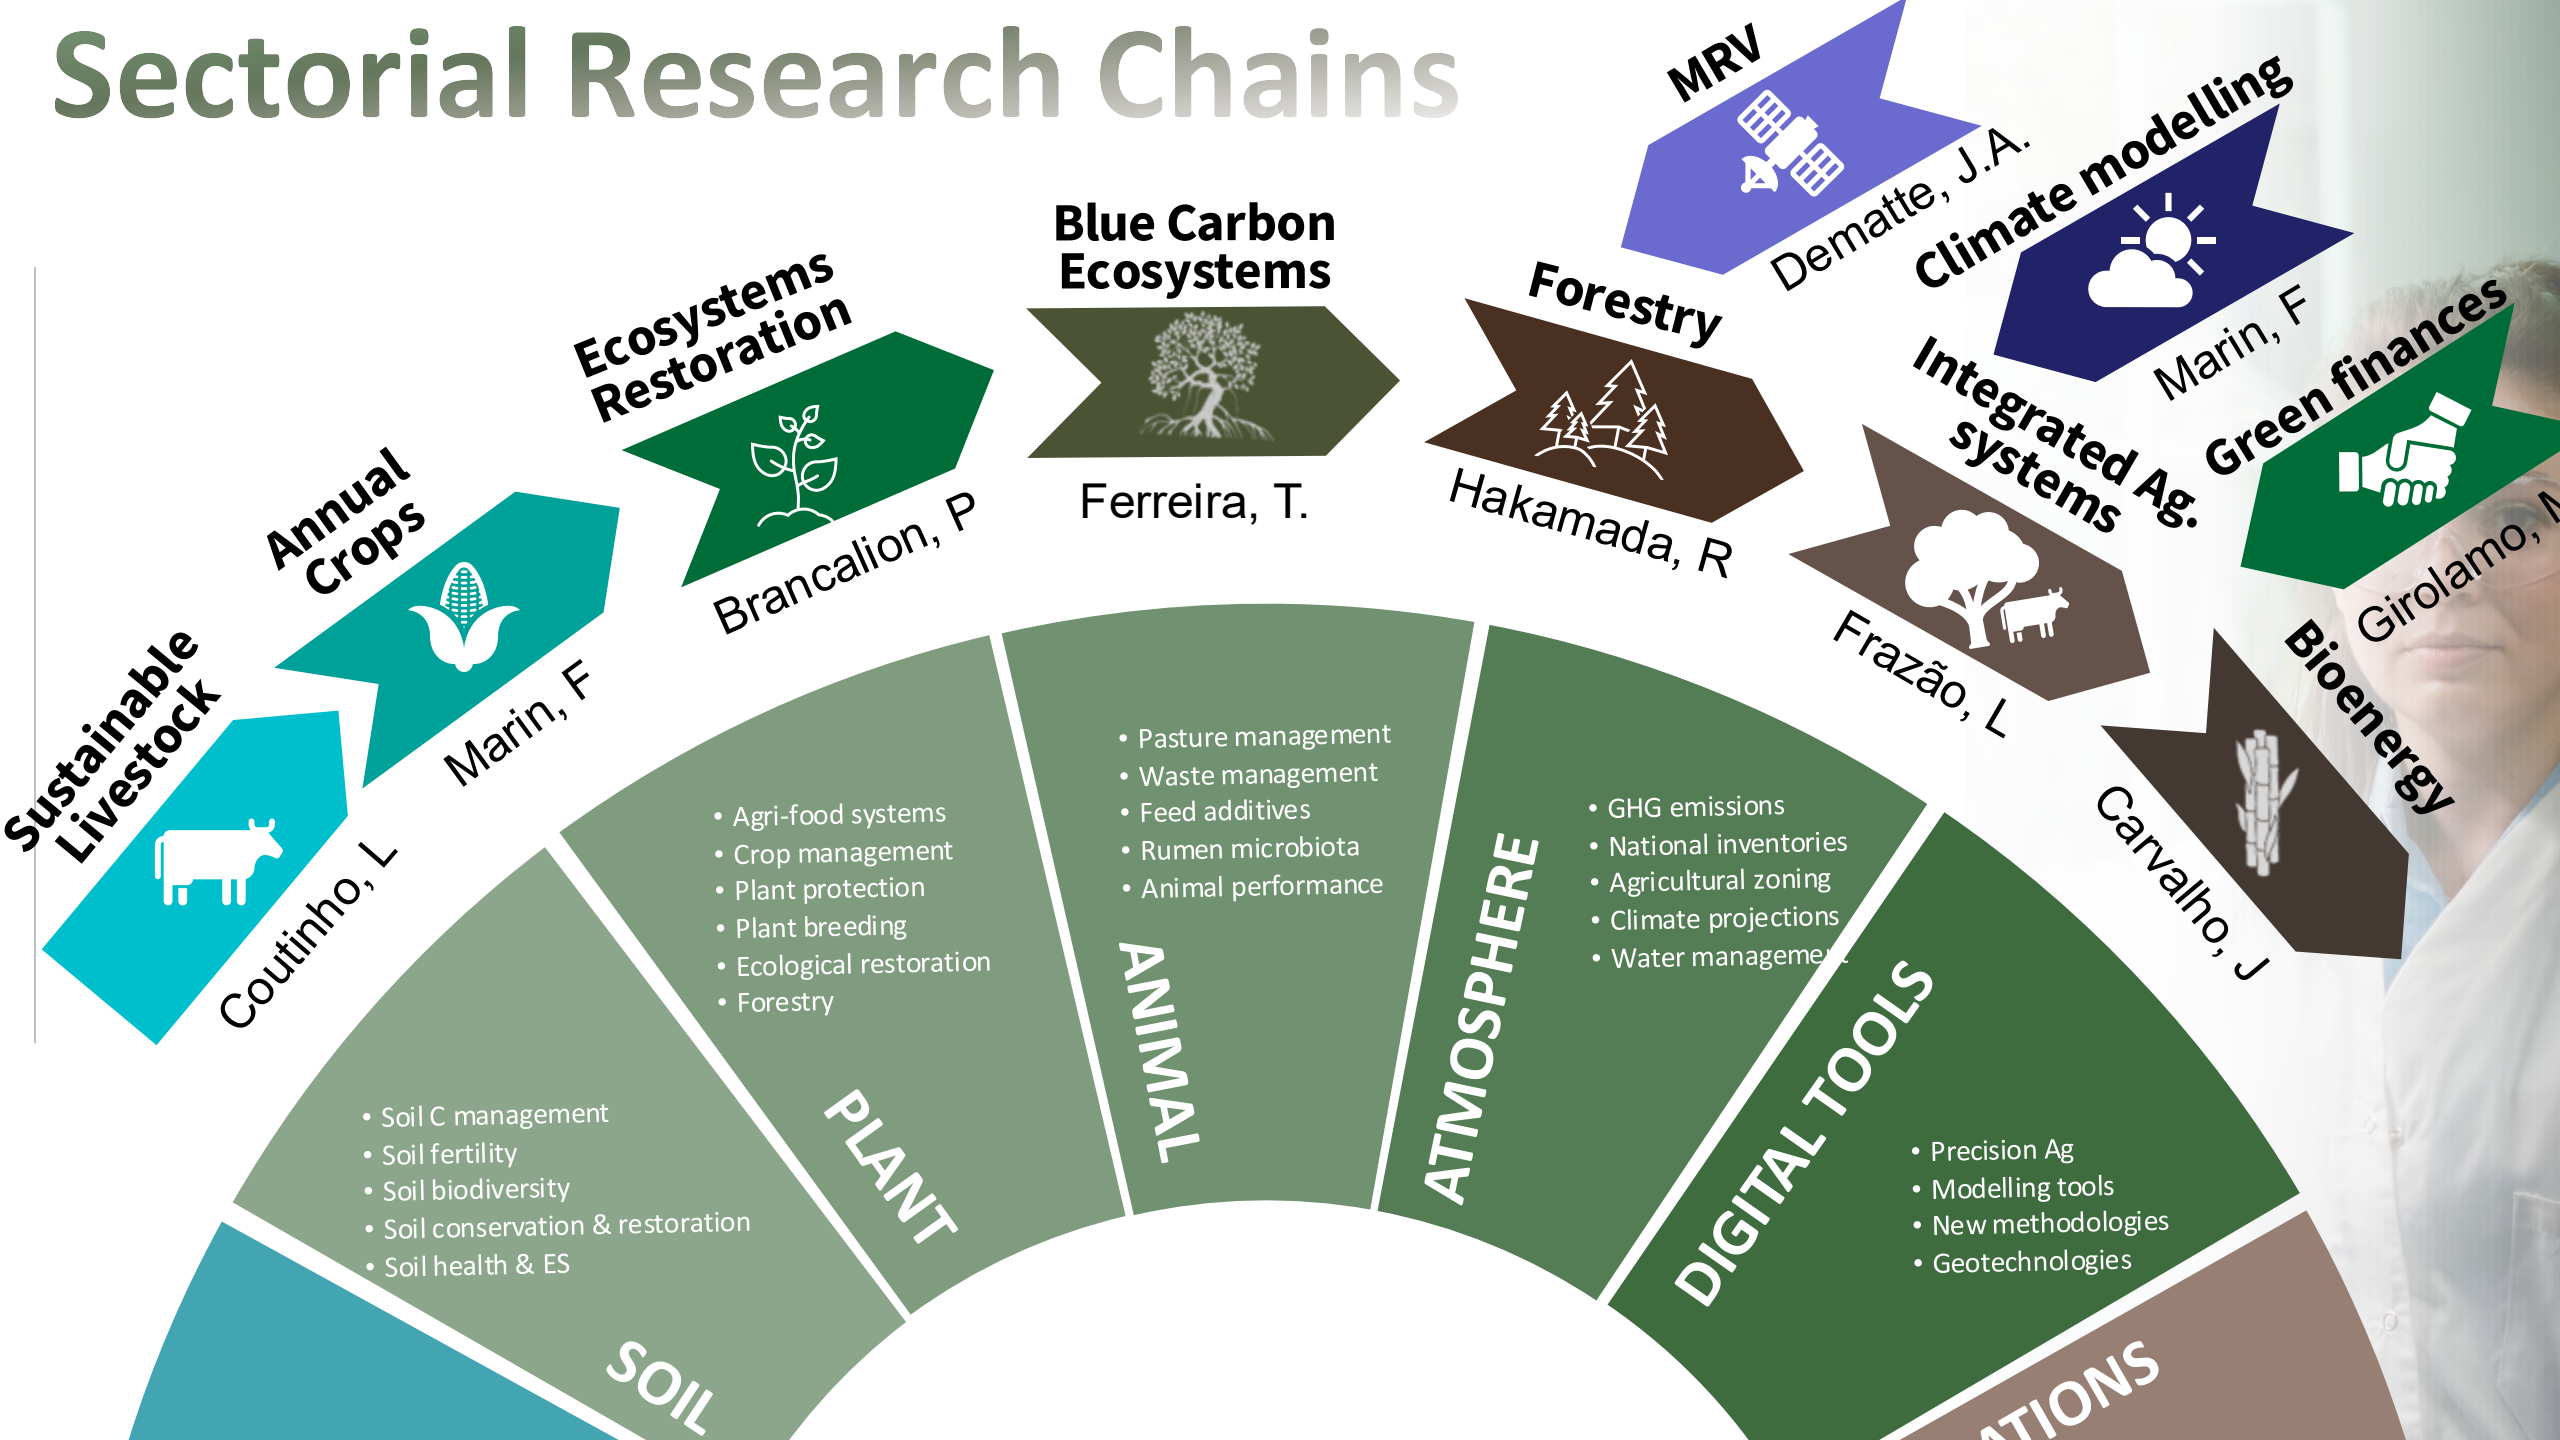 Sectorial Research Chains
Sustainable
Livestock
Coutinho, L
Annual
Crops
Marin, F
Ecosystems
Restoration
Brancalion, P
Blue Carbon
Ecosystems
Ferreira, T.
Forestry
Hakamada, R
Integrated Ag.
systems
Frazão, L
Bioenergy
Carvalho, J
MRV
Dematte, J.A.
Climate modelling
Marin, F
Green finances
Girolamo,
• Soil C management
• Soil fertility
• Soil biodiversity
• Soil conservation & restoration
• Soil health & ES
SOIL
• Agri-food systems
• Crop management
• Plant protection
• Plant breeding
• Ecological restoration
• Forestry
PLANT
• Pasture management
• Waste management
• Feed additives
• Rumen microbiota
• Animal performance
ANIMAL
• GHG emissions
• National inventories
• Agricultural zoning
• Climate projections
• Water management
ATMOSPHERE
• Precision Ag
• Modelling tools
• New methodologies
• Geotechnologies
DIGITAL TOOLS